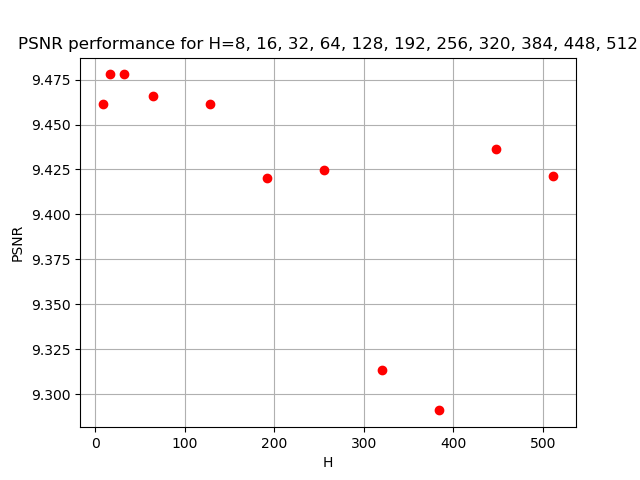 PSNR performance for H=8, 16, 32, 64, 128, 192, 256, 320, 384, 448, 512
9.475
9.450
9.425
9.400
9.375
9.350
9.325
9.300
PSNR
0 100 200 300 400 500
H